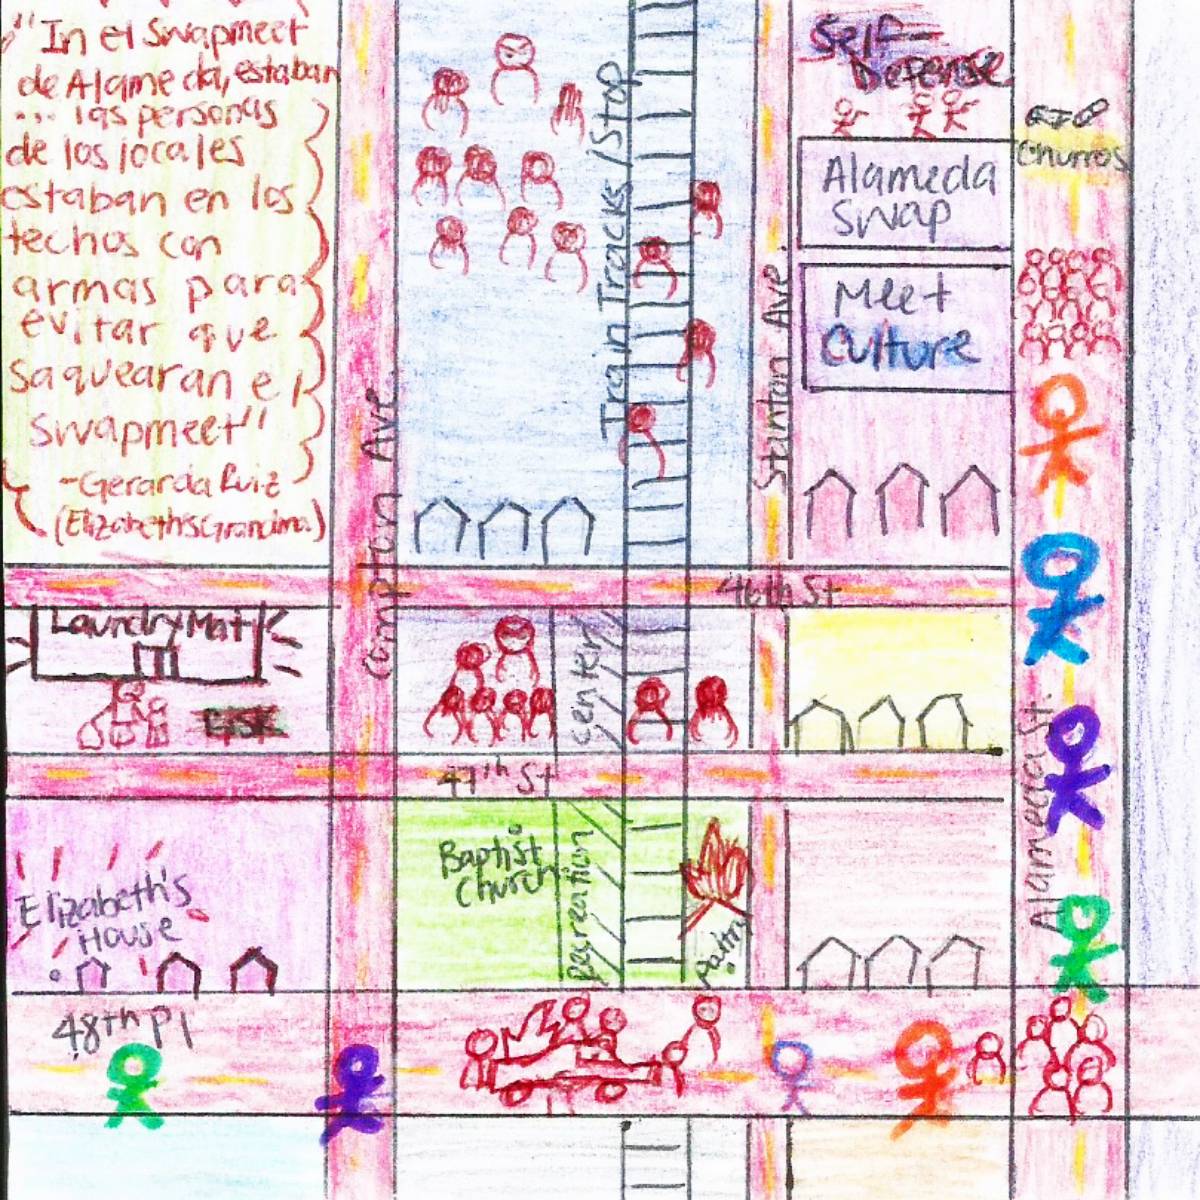 "In el Swapmeet
de Alameda, estaban
... las personas
de los locales
estaban en los
techos con
armas para
evitar que
saquearan el
swapmeet"
-Gerarda Ruiz
(Elizabeth's Grandma)
Compton Ave.
Train Tracks/Stop
Stanton Ave
Self-
Defense
Churros
Alameda
Swap
Meet
Culture
46th St
Laundry Mat
Center
Alameda St.
47th St
Baptist
Church
Recreation
Elizabeth's
House
48th Pl